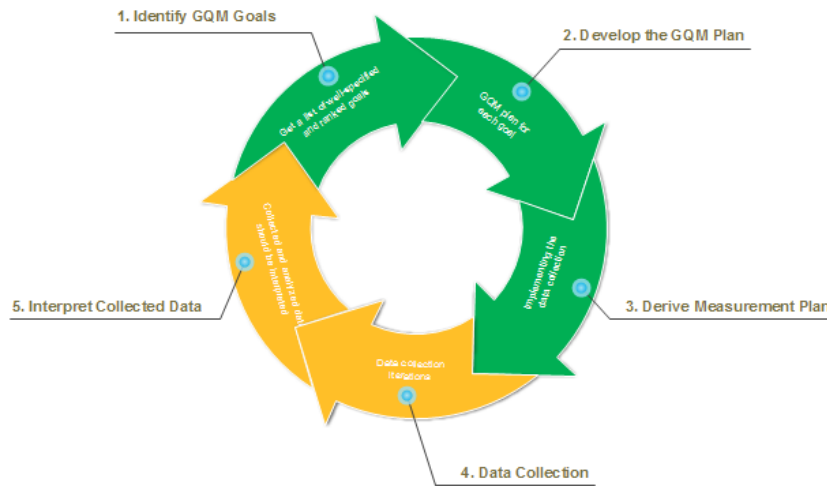 1. Identify GQM Goals
Get a list of well-specified
and ranked goals
2. Develop the GQM Plan
GQM plan for
each goal
Implementing the
data collection
3. Derive Measurement Plan
Data collection
iterations
4. Data Collection
Collected and analyzed data
should be interpreted
5. Interpret Collected Data